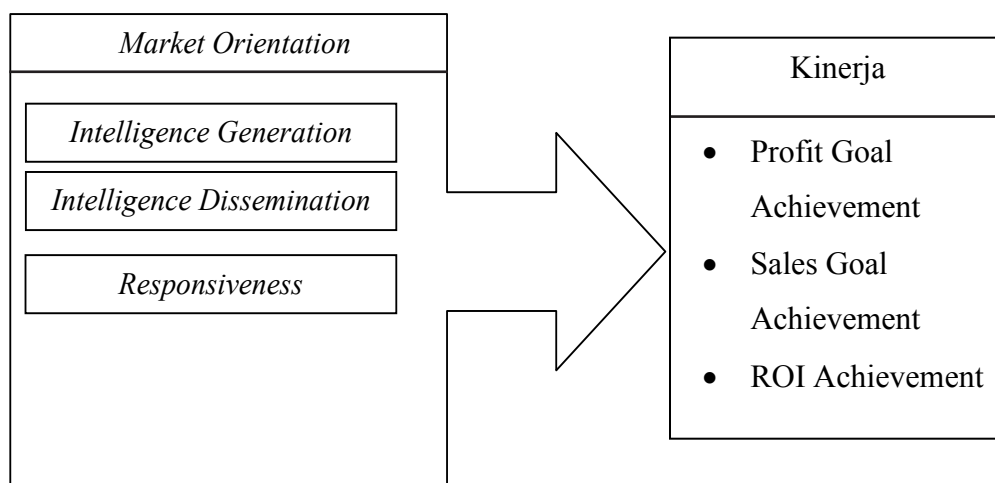 Market Orientation
Intelligence Generation
Intelligence Dissemination
Responsiveness
Kinerja
• Profit Goal
Achievement
• Sales Goal
Achievement
• ROI Achievement